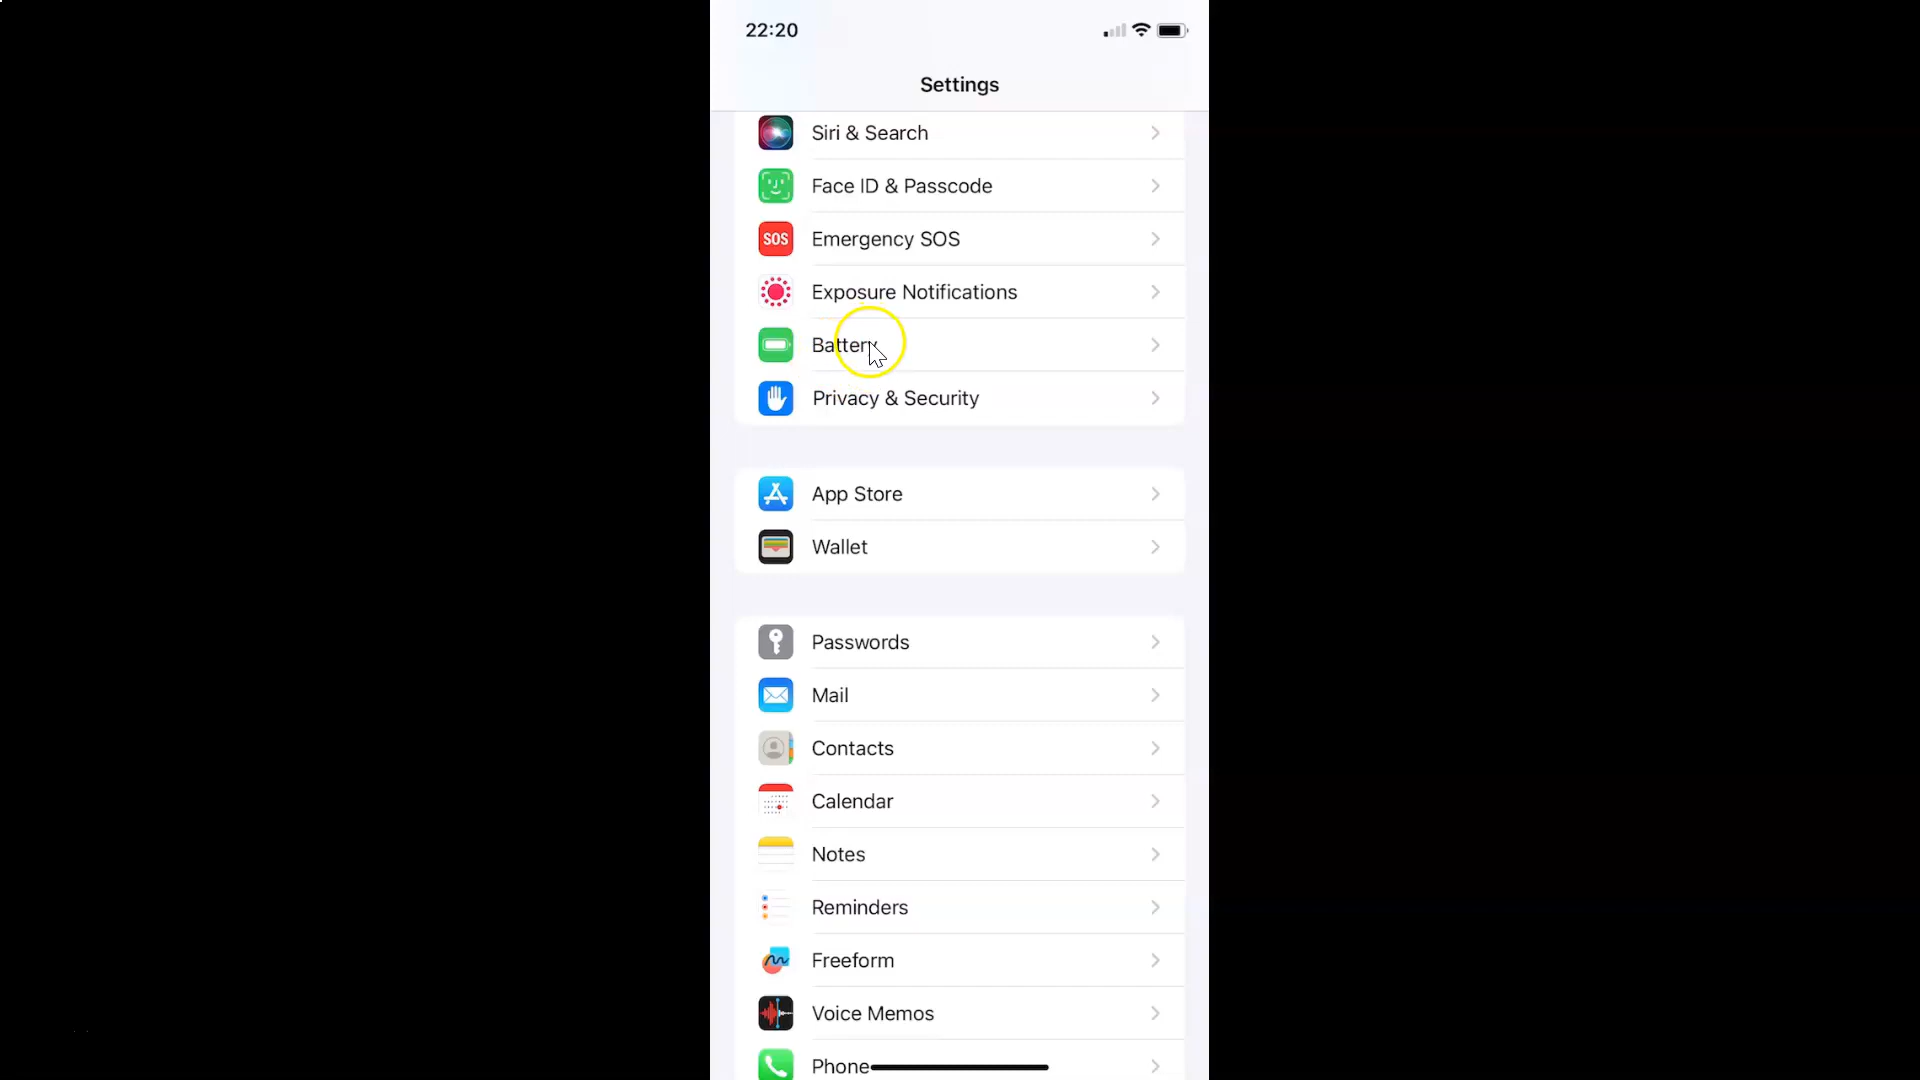 22:20
Settings
Siri & Search
Face ID & Passcode
SOS Emergency SOS
Exposure Notifications
Battery
Privacy & Security
App Store
Wallet
Passwords
Mail
Contacts
Calendar
Notes
Reminders
Freeform
Voice Memos
Phone